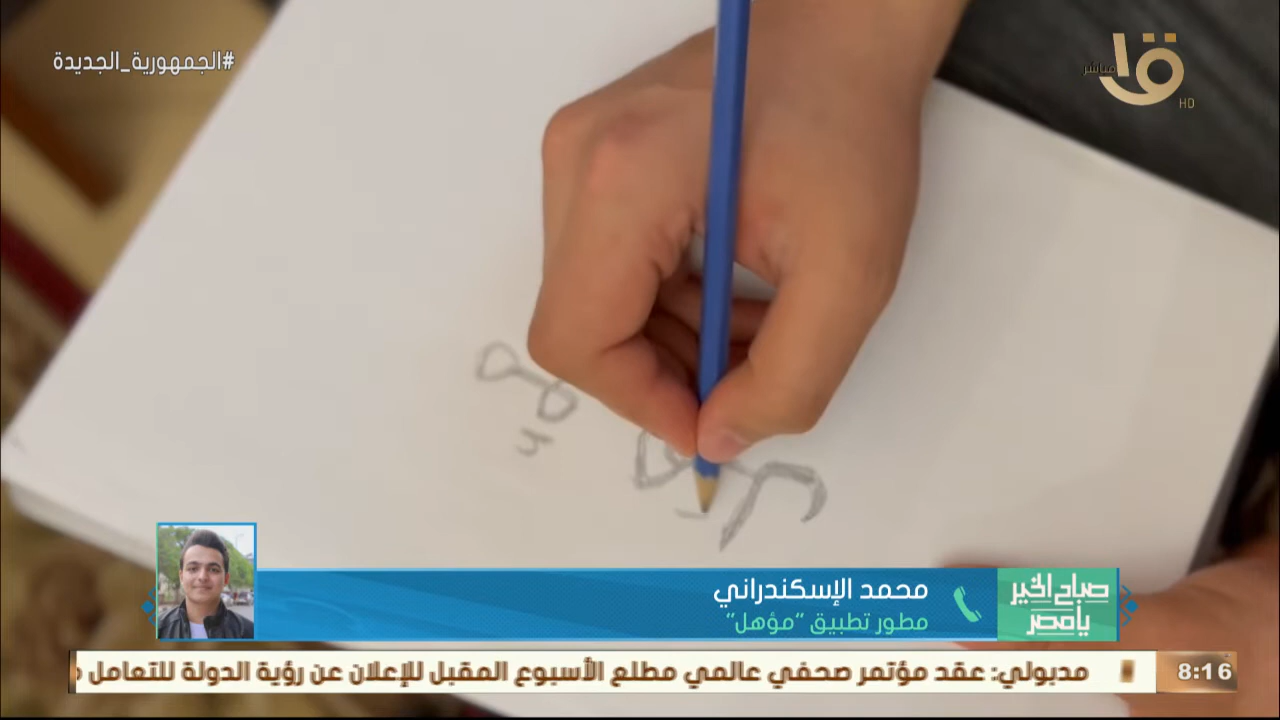 #الجمهورية_الجديدة
مباشر
HD
محمد الإسكندراني
مطور تطبيق “مؤهل”
صباح الخير
يا مصر
مدبولي: عقد مؤتمر صحفي عالمي مطلع الأسبوع المقبل للإعلان عن رؤية الدولة للتعامل
8:16